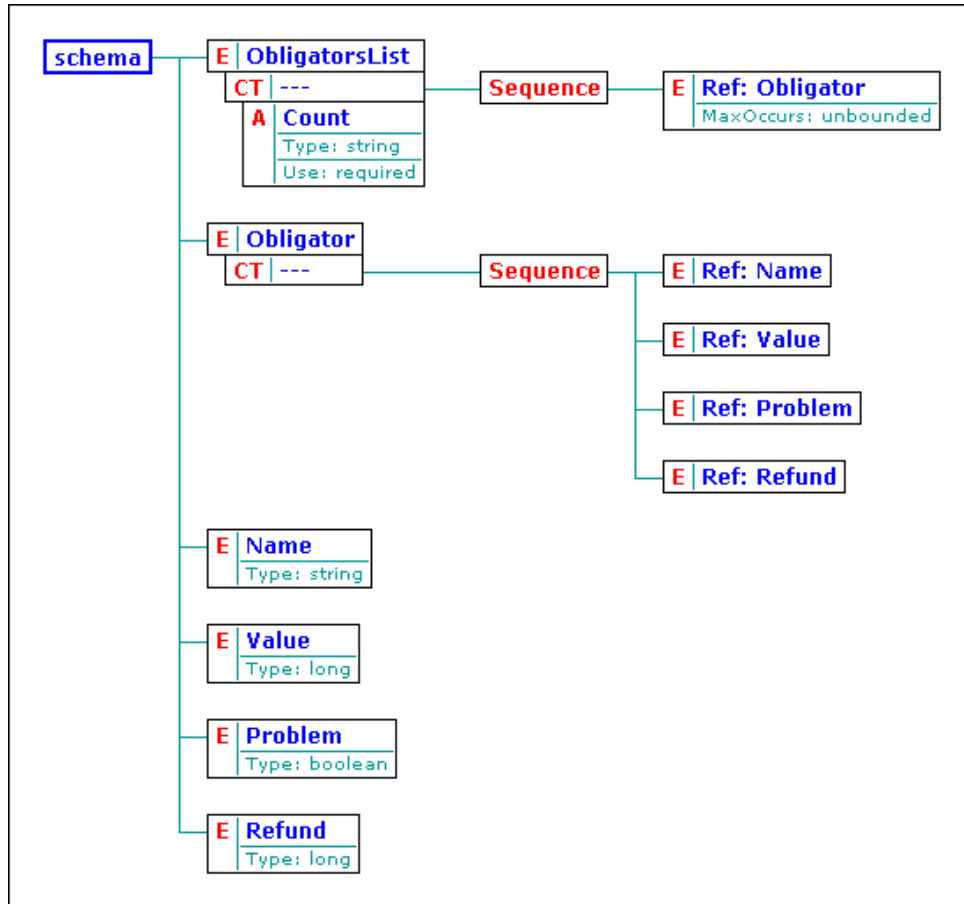 schema
E ObligatorsList
CT ---
Sequence
E Ref: Obligator
MaxOccurs: unbounded
A Count
Type: string
Use: required
E Obligator
CT ---
Sequence
E Ref: Name
E Ref: Value
E Ref: Problem
E Ref: Refund
E Name
Type: string
E Value
Type: long
E Problem
Type: boolean
E Refund
Type: long